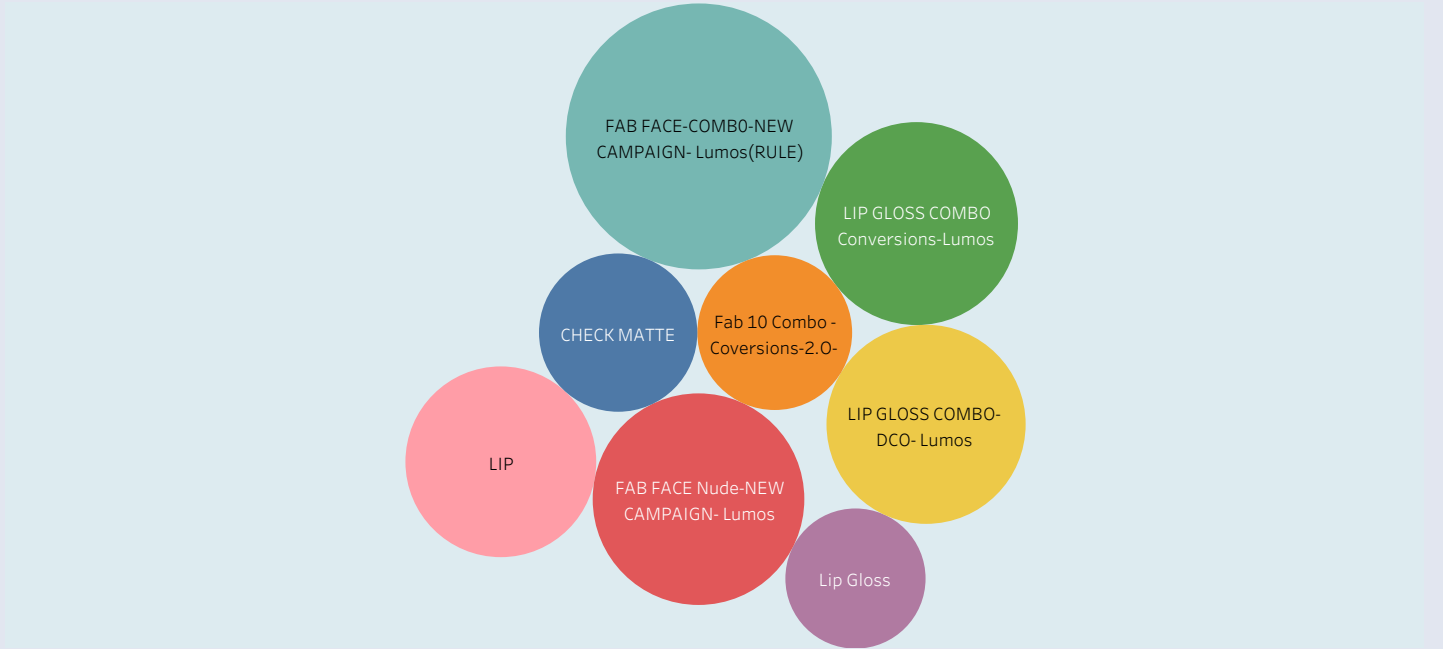 FAB FACE-COMB0-NEW
CAMPAIGN- Lumos(RULE)
LIP GLOSS COMBO
Conversions-Lumos
CHECK MATTE
Fab 10 Combo -
Coversions-2.O-
LIP GLOSS COMBO-
DCO- Lumos
LIP
FAB FACE Nude-NEW
CAMPAIGN- Lumos
Lip Gloss